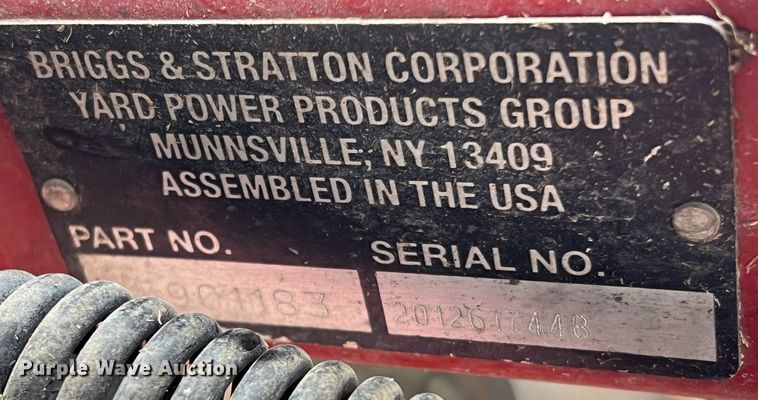 BRIGGS & STRATTON CORPORATION
YARD POWER PRODUCTS GROUP
MUNNSVILLE, NY 13409
ASSEMBLED IN THE USA
PART NO.
SERIAL NO.
2012617448
Purple Wave Auction